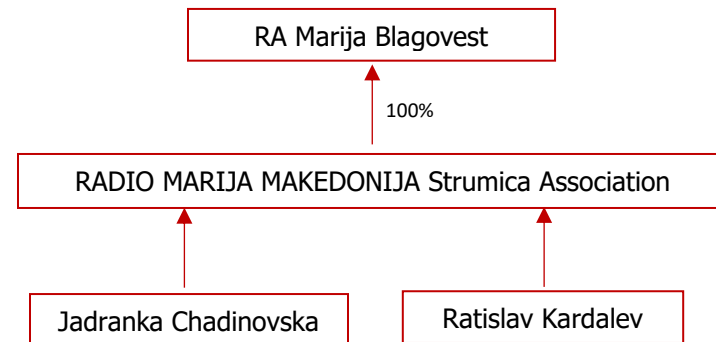 RA Marija Blagovest
100%
RADIO MARIJA MAKEDONIJA Strumica Association
Jadranka Chadinovska
Ratislav Kardalev